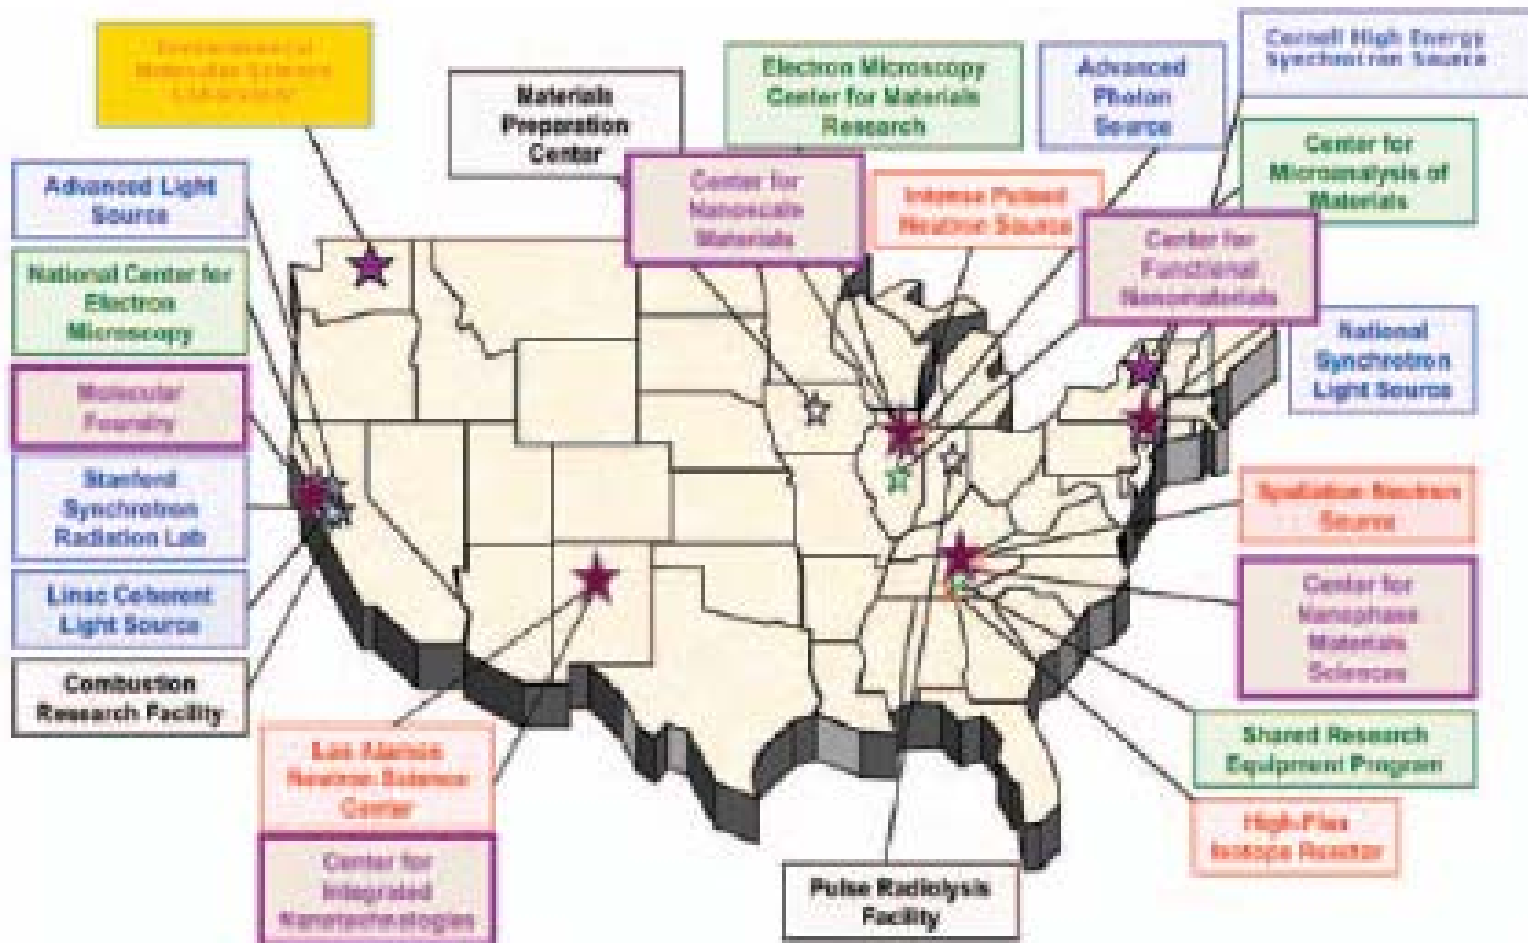 Environmental
Molecular Science
Laboratory
Materials
Preparation
Center
Electron Microscopy
Center for Materials
Research
Advanced
Photon
Source
Cornell High Energy
Synchrotron Source
Center for
Microanalysis of
Materials
Advanced Light
Source
Center for
Nanoscale
Materials
Intense Pulsed
Neutron Source
Center for
Functional
Nanomaterials
National Center for
Electron
Microscopy
National
Synchrotron
Light Source
Molecular
Foundry
Stanford
Synchrotron
Radiation Lab
Spallation Neutron
Source
Linac Coherent
Light Source
Center for
Nanophase
Materials
Sciences
Combustion
Research Facility
Los Alamos
Neutron Science
Center
Shared Research
Equipment Program
High-Flux
Isotope Reactor
Center for
Integrated
Nanotechnologies
Pulse Radiolysis
Facility